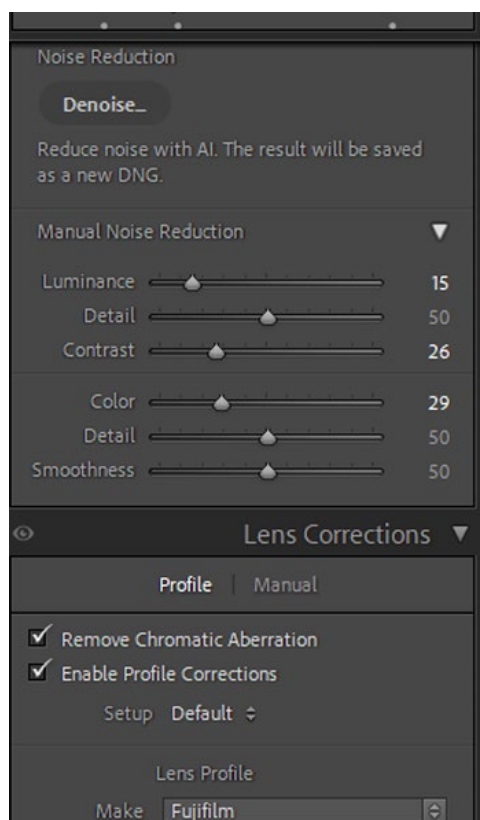 Noise Reduction
Denoise...
Reduce noise with AI. The result will be saved
as a new DNG.
Manual Noise Reduction
Luminance 15
Detail 50
Contrast 26
Color 29
Detail 50
Smoothness 50
Lens Corrections
Profile | Manual
Remove Chromatic Aberration
Enable Profile Corrections
Setup Default
Lens Profile
Make Fujifilm